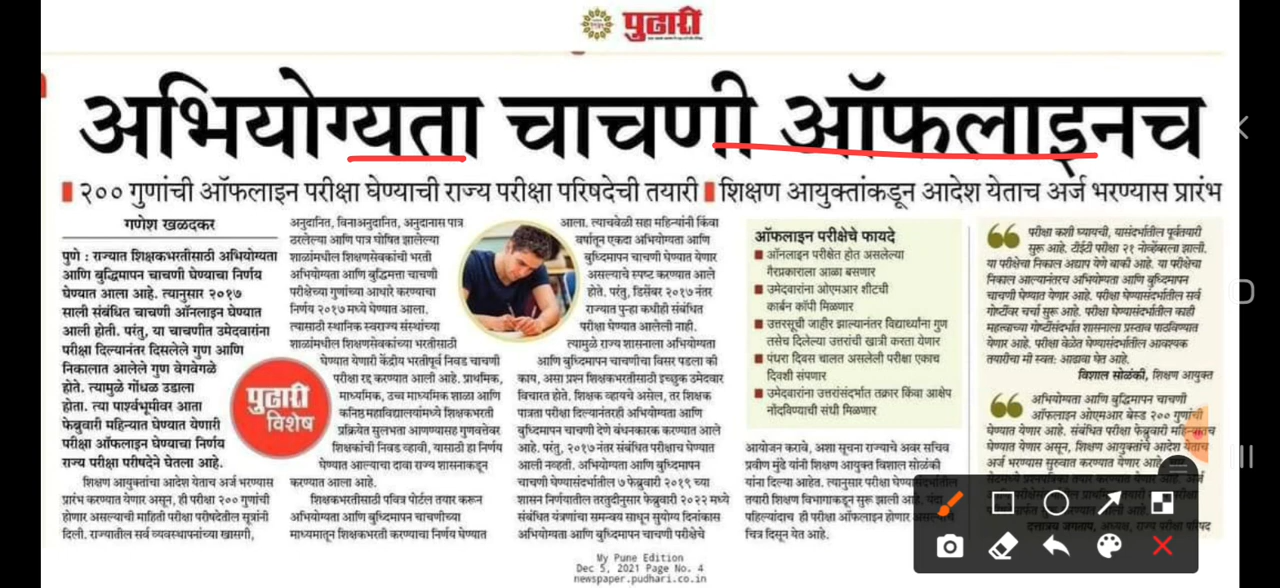 पुढारी
अभियोग्यता चाचणी ऑफलाइनच
२०० गुणांची ऑफलाइन परीक्षा घेण्याची राज्य परीक्षा परिषदेची तयारी
शिक्षण आयुक्तांकडून आदेश येताच अर्ज भरण्यास प्रारंभ
गणेश खळदकर
पुणे : राज्यात शिक्षकभरतीसाठी अभियोग्यता
आणि बुद्धिमापन चाचणी घेण्याचा निर्णय
घेण्यात आला आहे. त्यानुसार २०१७
साली संबंधित चाचणी ऑनलाइन घेण्यात
आली होती. परंतु, या चाचणीत उमेदवारांना
परीक्षा दिल्यानंतर दिसलेले गुण आणि
निकालात आलेले गुण वेगवेगळे
होते. त्यामुळे गोंधळ उडाला
होता. त्या पार्श्वभूमीवर आता
फेब्रुवारी महिन्यात घेण्यात येणारी
परीक्षा ऑफलाइन घेण्याचा निर्णय
राज्य परीक्षा परीषदेने घेतला आहे.
शिक्षण आयुक्तांचा आदेश येताच अर्ज भरण्यास
प्रारंभ करण्यात येणार असून, ही परीक्षा २०० गुणांची
होणार असल्याची माहिती परीक्षा परीषदेतील सूत्रांनी
दिली. राज्यातील सर्व व्यवस्थापनांच्या खासगी,
अनुदानित, विनाअनुदानित, अनुदानास पात्र
ठरलेल्या आणि पात्र घोषित झालेल्या
शाळांमधील शिक्षणसेवकांची भरती
अभियोग्यता आणि बुद्धिमत्ता चाचणी
परीक्षेच्या गुणांच्या आधारे करण्याचा
निर्णय २०१७ मध्ये घेण्यात आला.
त्यासाठी स्थानिक स्वराज्य संस्थांच्या
शाळांमधील शिक्षणसेवकांच्या भरतीसाठी
घेण्यात येणारी केंद्रीय भरतीपूर्व निवड चाचणी
परीक्षा रद्द करण्यात आली आहे. प्राथमिक,
माध्यमिक, उच्च माध्यमिक शाळा आणि
कनिष्ठ महाविद्यालयांमध्ये शिक्षकभरती
प्रक्रियेत सुलभता आणण्यासह गुणवत्तेवर
शिक्षकांची निवड व्हावी, यासाठी हा निर्णय
घेण्यात आल्याचा दावा राज्य शासनाकडून
करण्यात आला आहे.
शिक्षकभरतीसाठी पवित्र पोर्टल तयार करून
अभियोग्यता आणि बुध्दिमापन चाचणीच्या
माध्यमातून शिक्षकभरती करण्याचा निर्णय घेण्यात
पुढारी
विशेष
आला. त्याचवेळी सहा महिन्यांनी किंवा
वर्षातून एकदा अभियोग्यता आणि
बुध्दिमापन चाचणी घेण्यात येणार
असल्याचे स्पष्ट करण्यात आले
होते. परंतु, डिसेंबर २०१७ नंतर
राज्यात पुन्हा कधीही संबंधित
परीक्षा घेण्यात आलेली नाही.
त्यामुळे राज्य शासनाला अभियोग्यता
आणि बुध्दिमापन चाचणीचा विसर पडला की
काय, असा प्रश्न शिक्षकभरतीसाठी इच्छुक उमेदवार
विचारत होते. शिक्षक व्हायचे असेल, तर शिक्षक
पात्रता परीक्षा दिल्यानंतरही अभियोग्यता आणि
बुध्दिमापन चाचणी देणे बंधनकारक करण्यात आले
आहे. परंतु, २०१७ नंतर संबंधित परीक्षाच घेण्यात
आली नव्हती. अभियोग्यता आणि बुध्दिमापन
चाचणी घेण्यासंदर्भातील ७ फेब्रुवारी २०१९ च्या
शासन निर्णयातील तरतुदीनुसार फेब्रुवारी २०२२ मध्ये
संबंधित यंत्रणांचा समन्वय साधून सुयोग्य दिनांकास
अभियोग्यता आणि बुध्दिमापन चाचणी परीक्षेचे
ऑफलाइन परीक्षेचे फायदे
ऑनलाइन परीक्षेत होत असलेल्या
गैरप्रकाराला आळा बसणार
उमेदवारांना ओएमआर शीटची
कार्बन कॉपी मिळणार
उत्तरसूची जाहीर झाल्यानंतर विद्यार्थ्यांना गुण
तसेच दिलेल्या उत्तरांची खात्री करता येणार
पंधरा दिवस चालत असलेली परीक्षा एकाच
दिवशी संपणार
उमेदवारांना उत्तरांसंदर्भात तक्रार किंवा आक्षेप
नोंदविण्याची संधी मिळणार
आयोजन करावे, अशा सूचना राज्याचे अवर सचिव
प्रवीण मुंढे यांनी शिक्षण आयुक्त विशाल सोळंकी
यांना दिल्या आहेत. त्यानुसार परीक्षा घेण्यासंदर्भातील
तयारी शिक्षण विभागाकडून सुरू झाली आहे. यंदा
पहिल्यांदाच ही परीक्षा ऑफलाइन होणार असल्याचे
चित्र दिसून येत आहे.
परीक्षा कशी घ्यायची, यासंदर्भातील पूर्वतयारी
सुरू आहे. टीईटी परीक्षा २१ नोव्हेंबरला झाली.
या परीक्षेचा निकाल अद्याप येणे बाकी आहे. या परीक्षेचा
निकाल आल्यानंतरच अभियोग्यता आणि बुध्दिमापन
चाचणी घेण्यात येणार आहे. परीक्षा घेण्यासंदर्भातील सर्व
गोष्टींवर चर्चा सुरू आहे. परीक्षा घेण्यासंदर्भातील काही
महत्त्वाच्या गोष्टींसंदर्भात शासनाला प्रस्ताव पाठविण्यात
येणार आहे. परीक्षा वेळेत घेण्यासंदर्भातील आवश्यक
तयारीचा मी स्वतः आढावा घेत आहे.
विशाल सोळंकी, शिक्षण आयुक्त
अभियोग्यता आणि बुध्दिमापन चाचणी
ऑफलाइन ओएमआर बेस्ड २०० गुणांची
घेण्यात येणार आहे. संबंधित परीक्षा फेब्रुवारी महिन्यातच
घेण्यात येणार असून, शिक्षण आयुक्तांचे आदेश येताच
अर्ज भरण्यास सुरुवात करण्यात येणार आहे.
My Pune Edition
Dec 5, 2021 Page No. 4
newspaper.pudhari.co.in